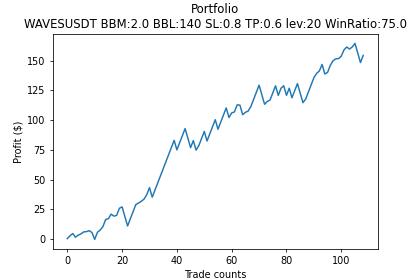 Portfolio
WAVESUSDT BBM:2.0 BBL:140 SL:0.8 TP:0.6 lev:20 WinRatio:75.0
150
125
100
75
50
25
0
Profit ($)
0 20 40 60 80 100
Trade counts